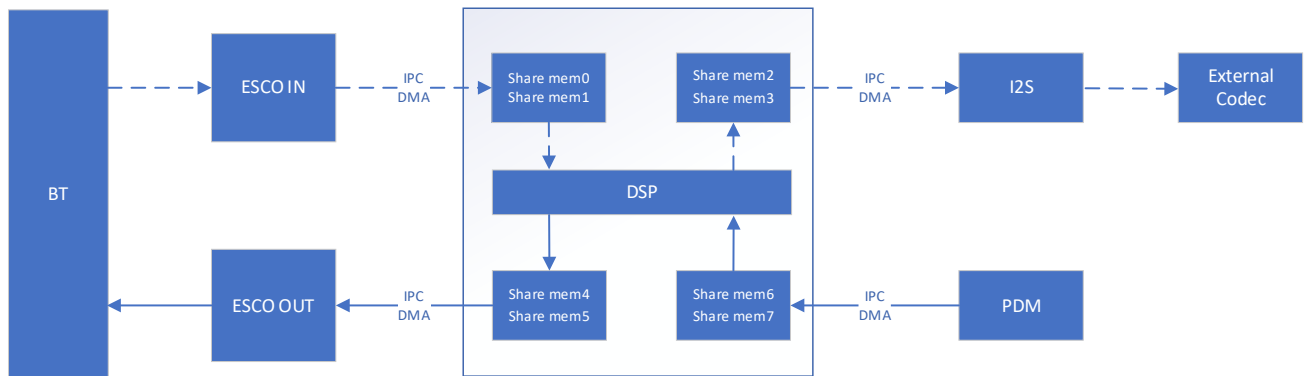 BT
ESCO IN
IPC
DMA
Share mem0
Share mem1
Share mem2
Share mem3
IPC
DMA
I2S
External
Codec
DSP
ESCO OUT
IPC
DMA
Share mem4
Share mem5
Share mem6
Share mem7
IPC
DMA
PDM